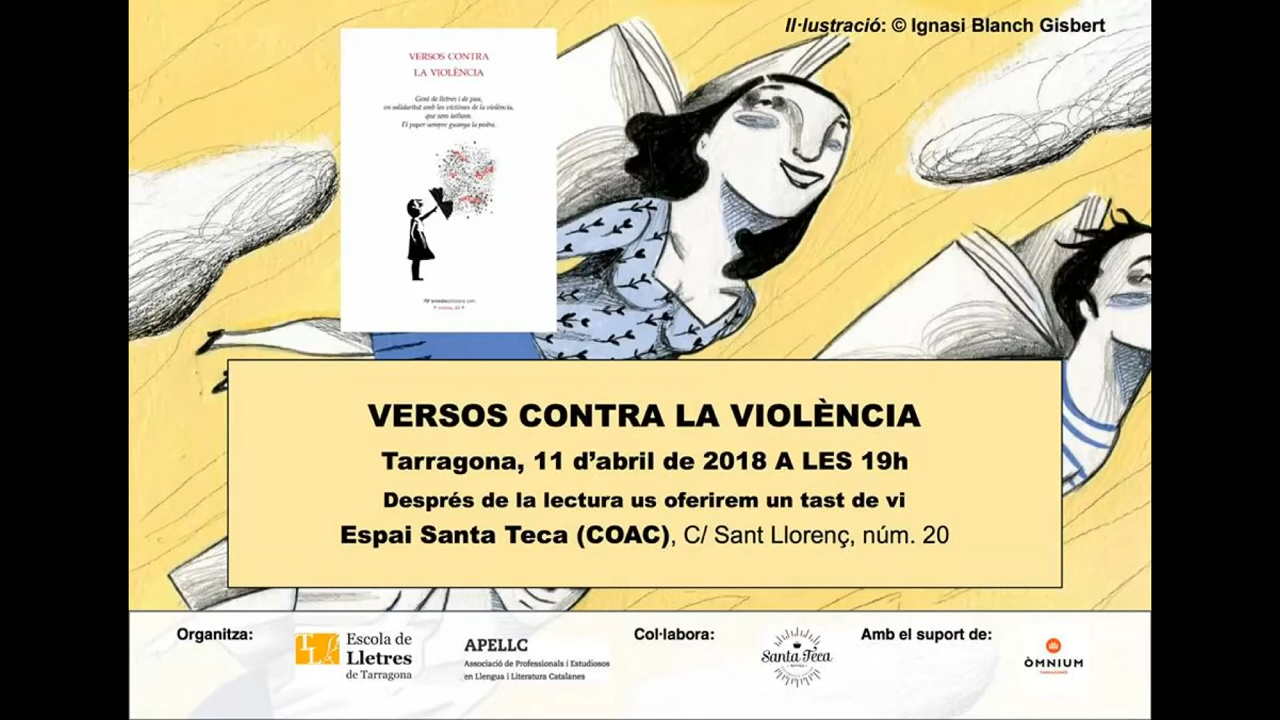 Il·lustració: © Ignasi Blanch Gisbert
VERSOS CONTRA
LA VIOLÈNCIA
Gent de lletres i de pau,
en solidaritat amb les víctimes de la violència,
que sens tothom.
El paper sempre guanya la pedra.
VERSOS CONTRA LA VIOLÈNCIA
Tarragona, 11 d’abril de 2018 A LES 19h
Després de la lectura us oferirem un tast de vi
Espai Santa Teca (COAC), C/ Sant Llorenç, núm. 20
Organitza:
TL
Escola de
Lletres
de Tarragona
APELLC
Associació de Professionals i Estudiosos
en Llengua i Literatura Catalanes
Col·labora:
Santa Teca
Amb el suport de:
ÒMNIUM